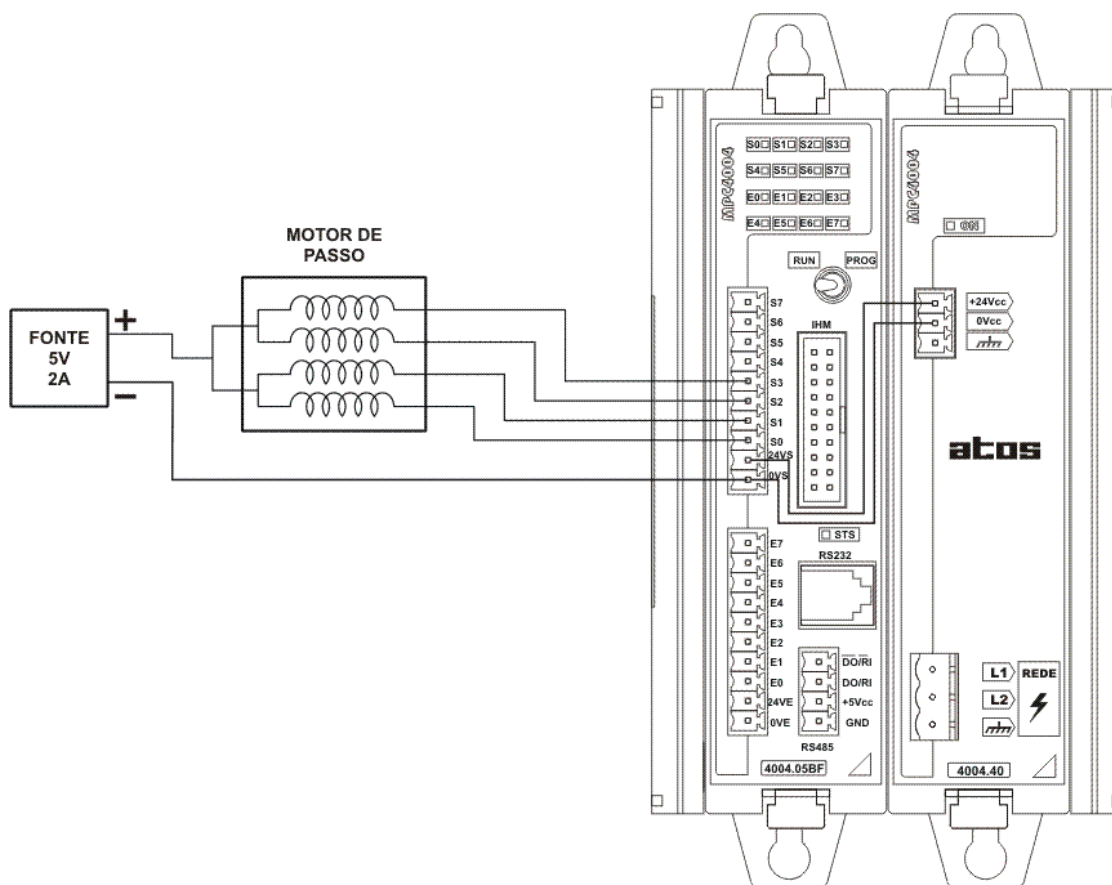 MOTOR DE
PASSO
FONTE
5V
2A
+
−
MPC4004
S0 S1 S2 S3
S4 S5 S6 S7
E0 E1 E2 E3
E4 E5 E6 E7
RUN PROG
S7
S6
S5
S4
S3
S2
S1
S0
24VS
0VS
IHM
STS
RS232
E7
E6
E5
E4
E3
E2
E1
E0
24VE
0VE
DO/RI
DO/RI
+5Vcc
GND
RS485
4004.05BF
MPC4004
ON
+24Vcc
0Vcc
atos
L1
L2
REDE
4004.40